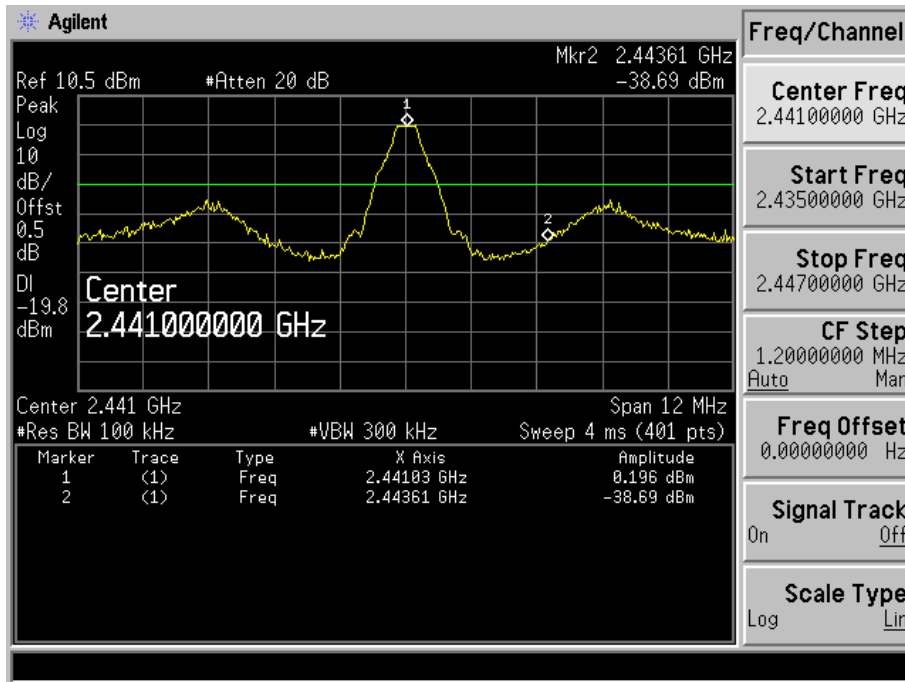 Agilent
Freq/Channel
Mkr2 2.44361 GHz
Ref 10.5 dBm #Atten 20 dB -38.69 dBm
Peak
Log
10
dB/
Offst
0.5
dB
DI
-19.8
dBm
1
2
Center
2.441000000 GHz
Center 2.441 GHz Span 12 MHz
#Res BW 100 kHz #VBW 300 kHz Sweep 4 ms (401 pts)
Marker Trace Type X Axis Amplitude
1 (1) Freq 2.44103 GHz 0.196 dBm
2 (1) Freq 2.44361 GHz -38.69 dBm
Center Freq
2.44100000 GHz
Start Freq
2.43500000 GHz
Stop Freq
2.44700000 GHz
CF Step
1.20000000 MHz
Auto Man
Freq Offset
0.00000000 Hz
Signal Track
On Off
Scale Type
Log Lin